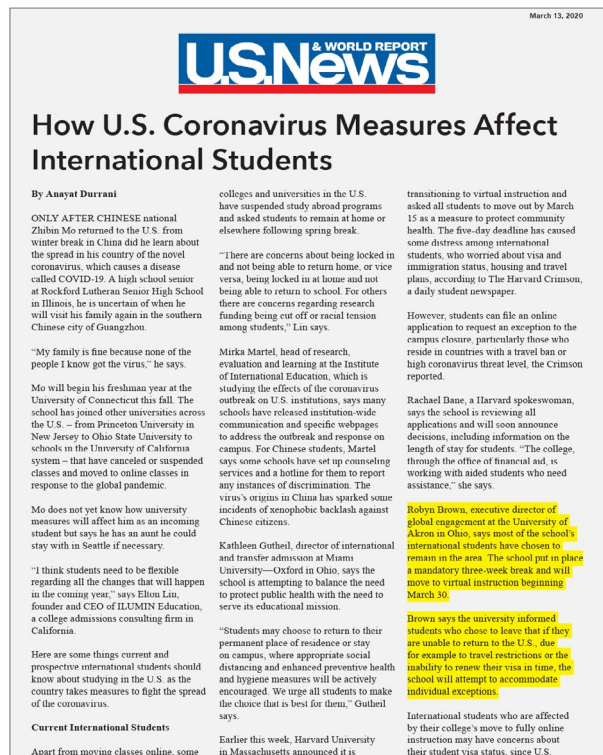 March 13, 2020
U.S.News
& WORLD REPORT
How U.S. Coronavirus Measures Affect
International Students
By Anayat Durrani
ONLY AFTER CHINESE national
Zhibin Mo returned to the U.S. from
winter break in China did he learn about
the spread in his country of the novel
coronavirus, which causes a disease
called COVID-19. A high school senior
at Rockford Lutheran Senior High School
in Illinois, he is uncertain of when he
will visit his family again in the southern
Chinese city of Guangzhou.
“My family is fine because none of the
people I know got the virus,” he says.
Mo will begin his freshman year at the
University of Connecticut this fall. The
school has joined other universities across
the U.S. – from Princeton University in
New Jersey to Ohio State University to
schools in the University of California
system – that have canceled or suspended
classes and moved to online classes in
response to the global pandemic.
Mo does not yet know how university
measures will affect him as an incoming
student but says he has an aunt he could
stay with in Seattle if necessary.
“I think students need to be flexible
regarding all the changes that will happen
in the coming year,” says Elton Lin,
founder and CEO of ILUMIN Education,
a college admissions consulting firm in
California.
Here are some things current and
prospective international students should
know about studying in the U.S. as the
country takes measures to fight the spread
of the coronavirus.
Current International Students
Apart from moving classes online, some
colleges and universities in the U.S.
have suspended study abroad programs
and asked students to remain at home or
elsewhere following spring break.
“There are concerns about being locked in
and not being able to return home, or vice
versa, being locked in at home and not
being able to return to school. For others
there are concerns regarding research
funding being cut off or racial tension
among students,” Lin says.
Mirka Martel, head of research,
evaluation and learning at the Institute
of International Education, which is
studying the effects of the coronavirus
outbreak on U.S. institutions, says many
schools have released institution-wide
communication and specific webpages
to address the outbreak and response on
campus. For Chinese students, Martel
says some schools have set up counseling
services and a hotline for them to report
any instances of discrimination. The
virus’s origins in China has sparked some
incidents of xenophobic backlash against
Chinese citizens.
Kathleen Gutheil, director of international
and transfer admission at Miami
University—Oxford in Ohio, says the
school is attempting to balance the need
to protect public health with the need to
serve its educational mission.
“Students may choose to return to their
permanent place of residence or stay
on campus, where appropriate social
distancing and enhanced preventive health
and hygiene measures will be actively
encouraged. We urge all students to make
the choice that is best for them,” Gutheil
says.
Earlier this week, Harvard University
in Massachusetts announced it is
transitioning to virtual instruction and
asked all students to move out by March
15 as a measure to protect community
health. The five-day deadline has caused
some distress among international
students, who worried about visa and
immigration status, housing and travel
plans, according to The Harvard Crimson,
a daily student newspaper.
However, students can file an online
application to request an exception to the
campus closure, particularly those who
reside in countries with a travel ban or
high coronavirus threat level, the Crimson
reported.
Rachael Bane, a Harvard spokeswoman,
says the school is reviewing all
applications and will soon announce
decisions, including information on the
length of stay for students. “The college,
through the office of financial aid, is
working with aided students who need
assistance,” she says.
Robyn Brown, executive director of
global engagement at the University of
Akron in Ohio, says most of the school’s
international students have chosen to
remain in the area. The school put in place
a mandatory three-week break and will
move to virtual instruction beginning
March 30.
Brown says the university informed
students who chose to leave that if they
are unable to return to the U.S., due
for example to travel restrictions or the
inability to renew their visa in time, the
school will attempt to accommodate
individual exceptions.
International students who are affected
by their college’s move to fully online
instruction may have concerns about
their student visa status, since U.S.